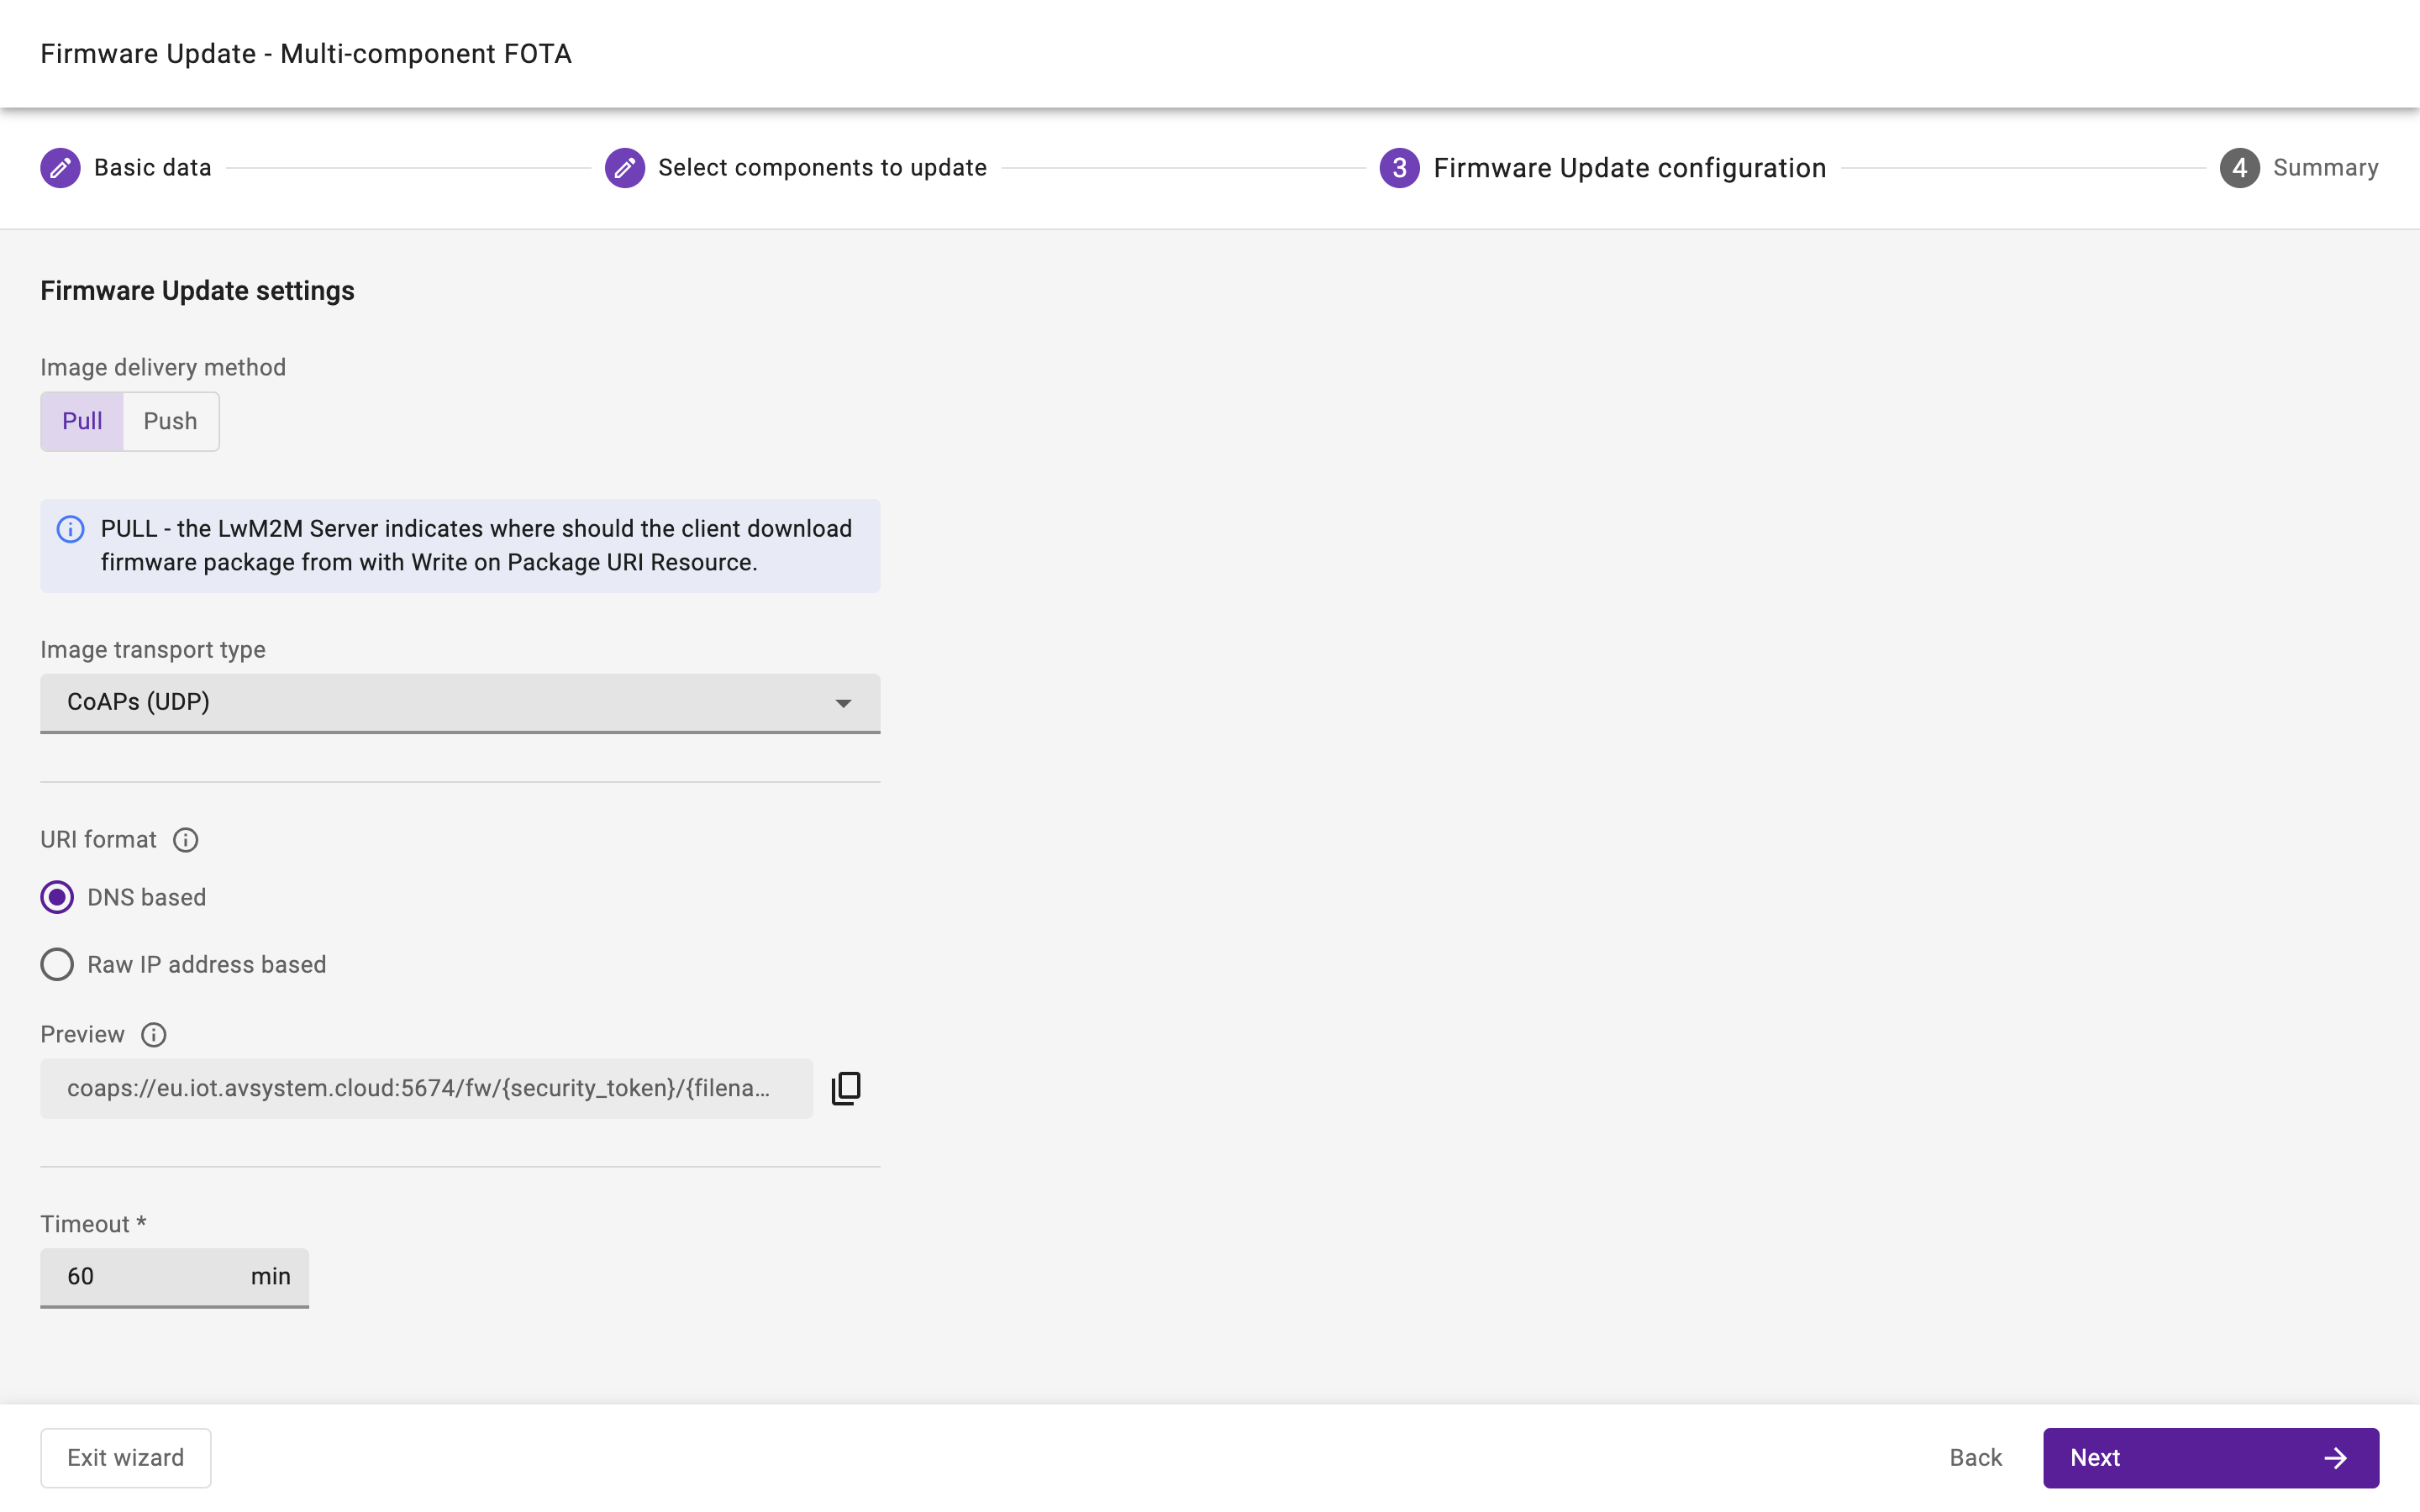 Firmware Update - Multi-component FOTA
Basic data
Select components to update
3 Firmware Update configuration
4 Summary
Firmware Update settings
Image delivery method
Pull Push
PULL - the LwM2M Server indicates where should the client download
firmware package from with Write on Package URI Resource.
Image transport type
CoAPs (UDP)
URI format
DNS based
Raw IP address based
Preview
coaps://eu.iot.avsystem.cloud:5674/fw/{security_token}/{filena...
Timeout *
60 min
Exit wizard
Back
Next